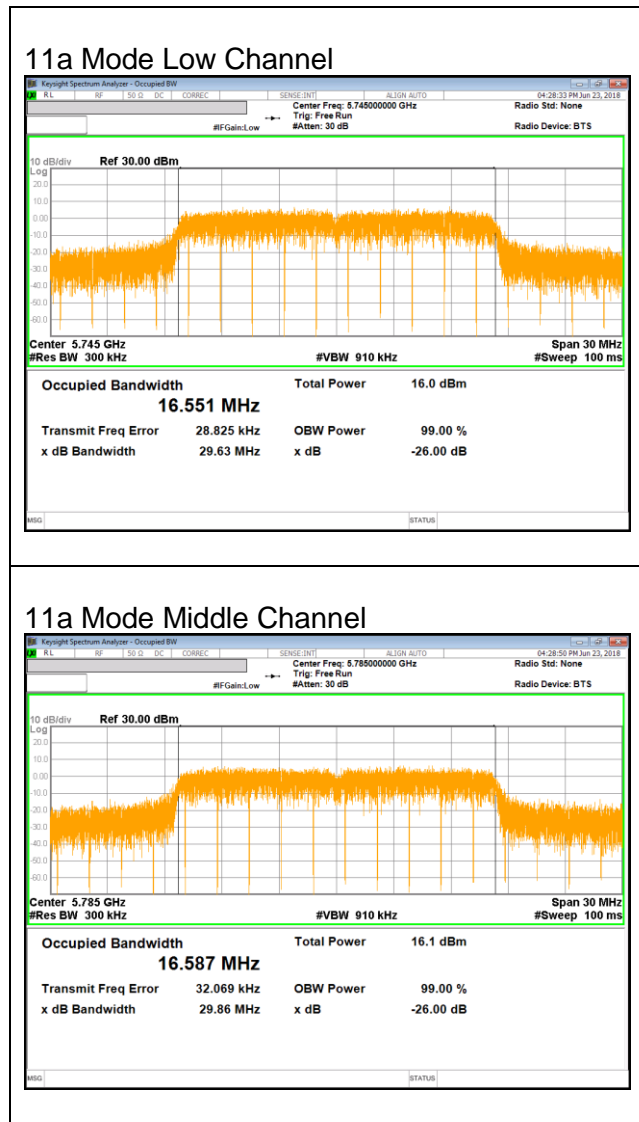 11a Mode Low Channel
Keysight Spectrum Analyzer - Occupied BW
RL RF 50 Ω DC CORREC SENSE:INT ALIGN AUTO 04:28:33 PM Jun 23, 2018
Center Freq: 5.745000000 GHz Radio Std: None
Trig: Free Run
#IFGain:Low #Atten: 30 dB Radio Device: BTS
10 dB/div Ref 30.00 dBm
Log
20.0
10.0
0.00
-10.0
-20.0
-30.0
-40.0
-50.0
-60.0
Center 5.745 GHz Span 30 MHz
#Res BW 300 kHz #VBW 910 kHz #Sweep 100 ms
Occupied Bandwidth Total Power 16.0 dBm
16.551 MHz
Transmit Freq Error 28.825 kHz OBW Power 99.00 %
x dB Bandwidth 29.63 MHz x dB -26.00 dB
MSG STATUS
11a Mode Middle Channel
Keysight Spectrum Analyzer - Occupied BW
RL RF 50 Ω DC CORREC SENSE:INT ALIGN AUTO 04:28:50 PM Jun 23, 2018
Center Freq: 5.785000000 GHz Radio Std: None
Trig: Free Run
#IFGain:Low #Atten: 30 dB Radio Device: BTS
10 dB/div Ref 30.00 dBm
Log
20.0
10.0
0.00
-10.0
-20.0
-30.0
-40.0
-50.0
-60.0
Center 5.785 GHz Span 30 MHz
#Res BW 300 kHz #VBW 910 kHz #Sweep 100 ms
Occupied Bandwidth Total Power 16.1 dBm
16.587 MHz
Transmit Freq Error 32.069 kHz OBW Power 99.00 %
x dB Bandwidth 29.86 MHz x dB -26.00 dB
MSG STATUS